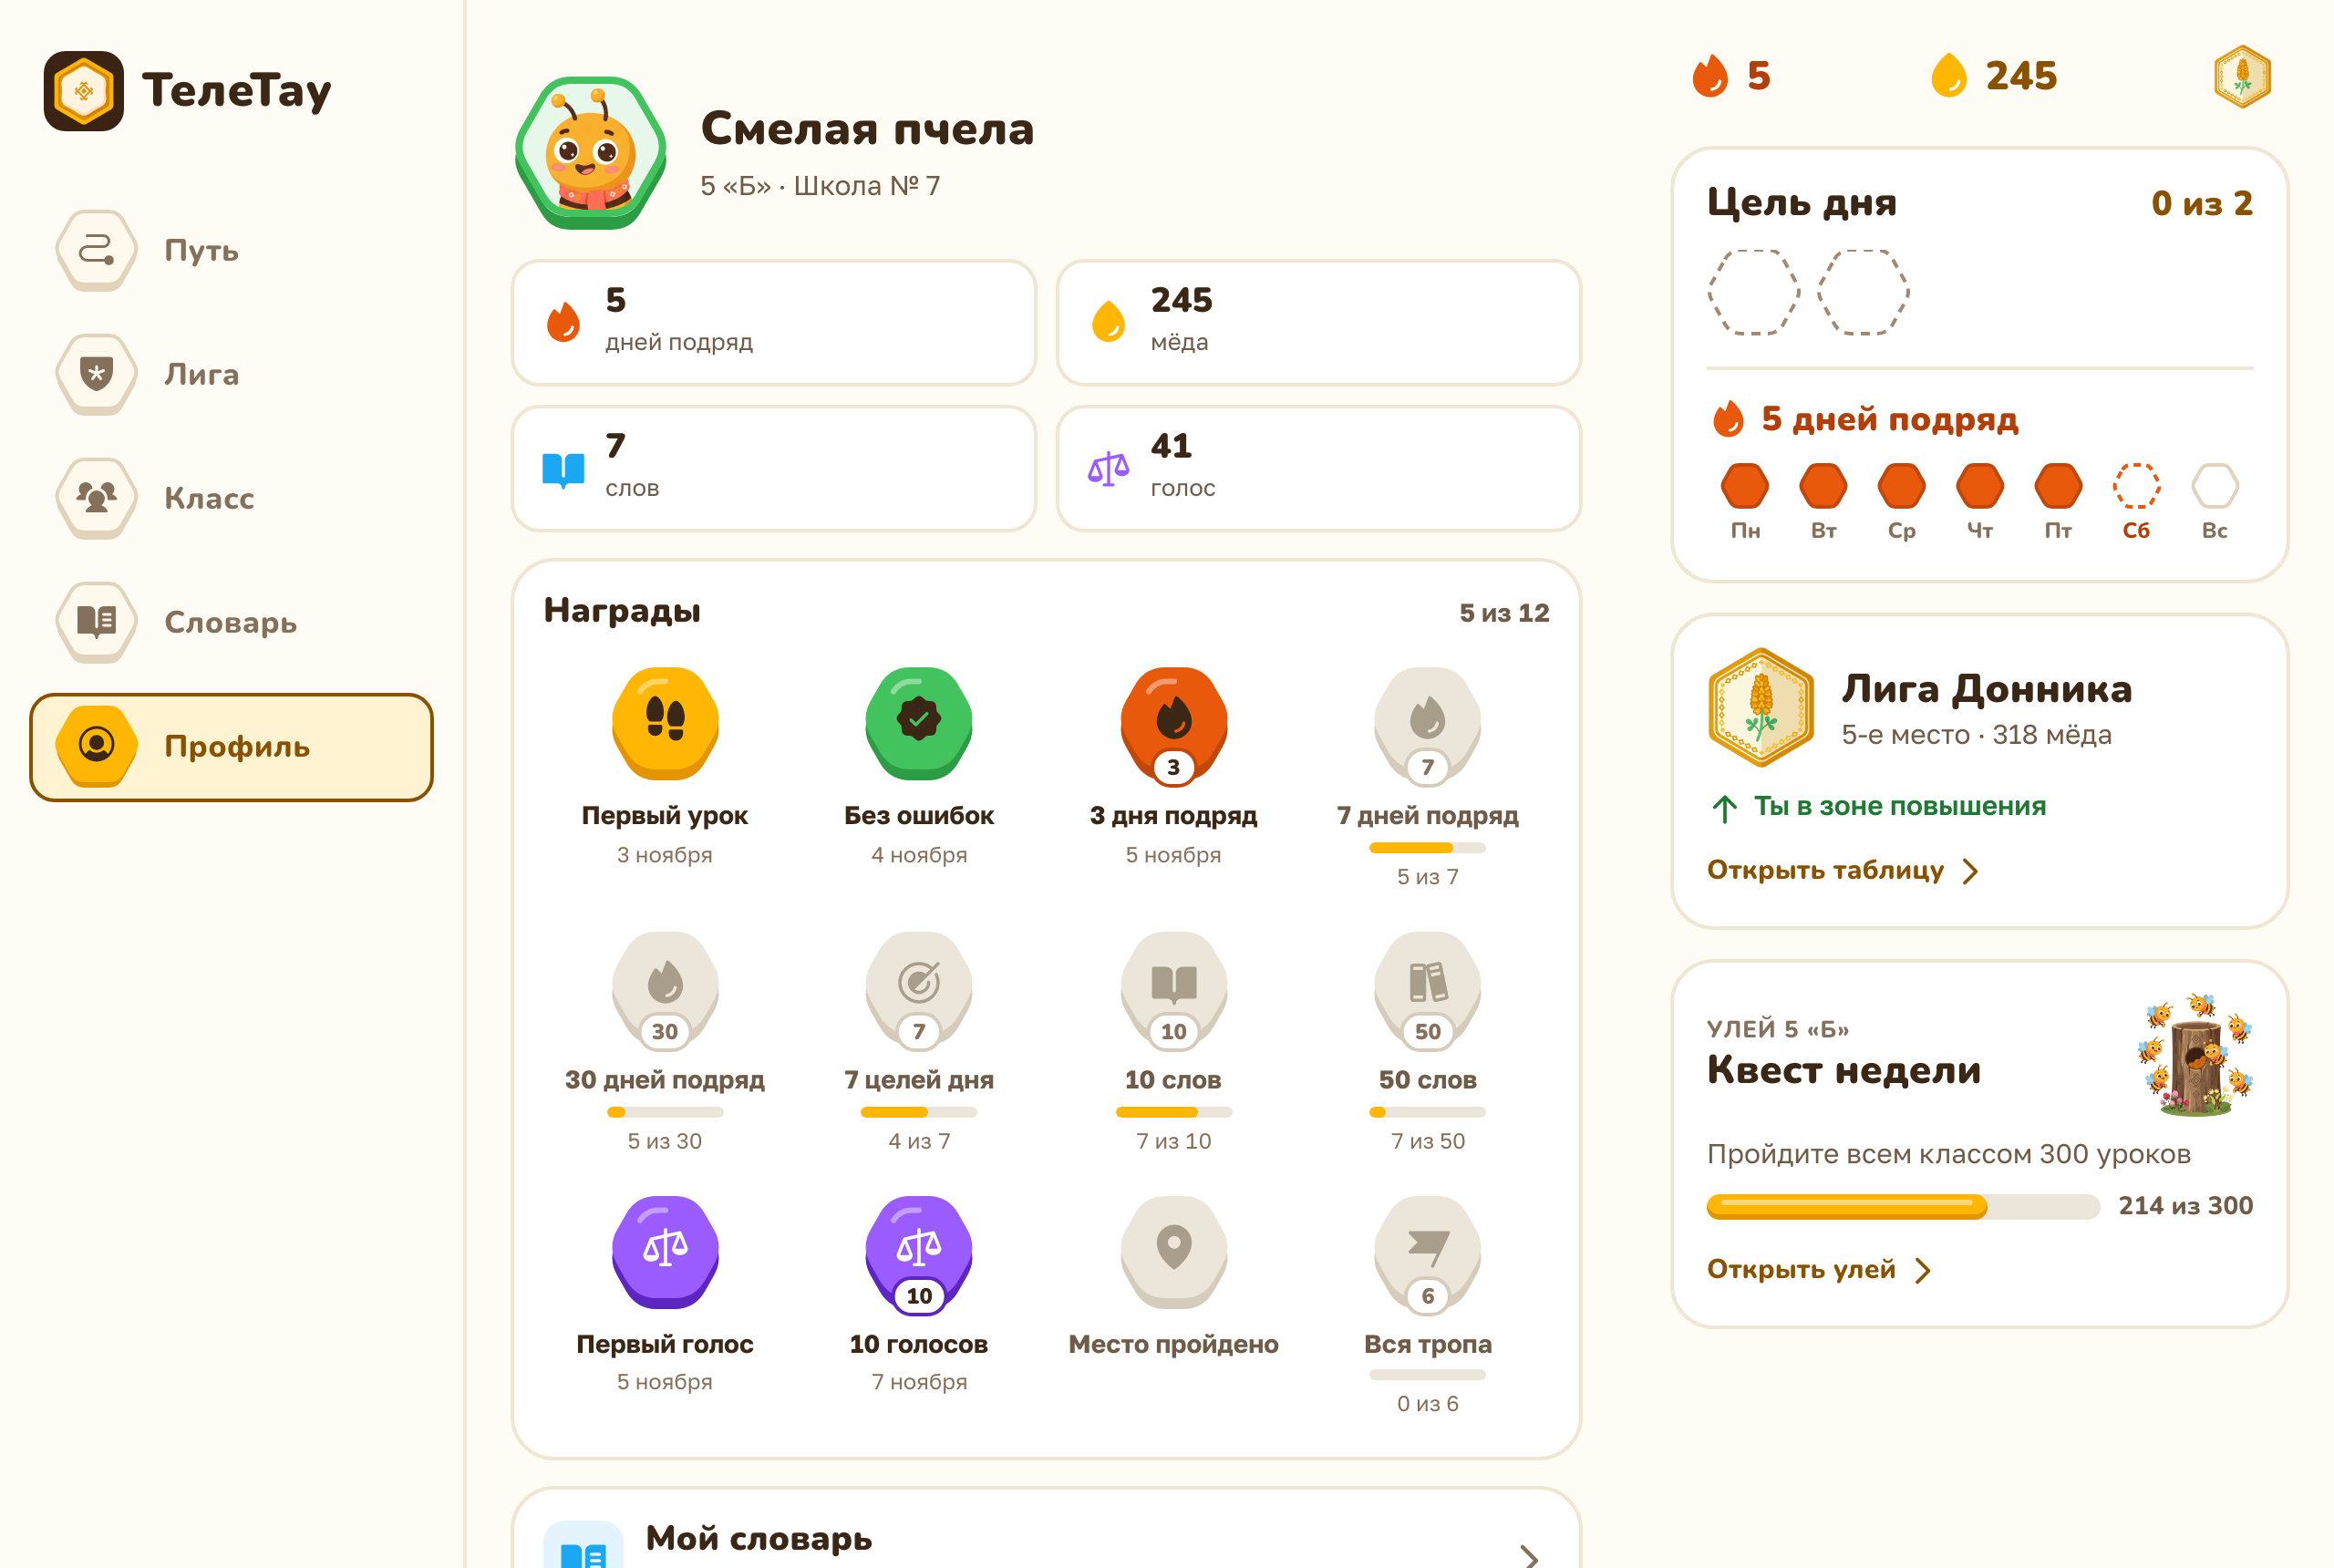 ТелеТау
Путь
Лига
Класс
Словарь
Профиль
Смелая пчела
5 «Б» · Школа № 7
5
дней подряд
245
мёда
7
слов
41
голос
Награды
5 из 12
Первый урок
3 ноября
Без ошибок
4 ноября
3
3 дня подряд
5 ноября
7
7 дней подряд
5 из 7
30
30 дней подряд
5 из 30
7
7 целей дня
4 из 7
10
10 слов
7 из 10
50
50 слов
7 из 50
Первый голос
5 ноября
10
10 голосов
7 ноября
Место пройдено
6
Вся тропа
0 из 6
Мой словарь
5
245
Цель дня
0 из 2
5 дней подряд
Пн Вт Ср Чт Пт Сб Вс
Лига Донника
5-е место · 318 мёда
Ты в зоне повышения
Открыть таблицу
УЛЕЙ 5 «Б»
Квест недели
Пройдите всем классом 300 уроков
214 из 300
Открыть улей